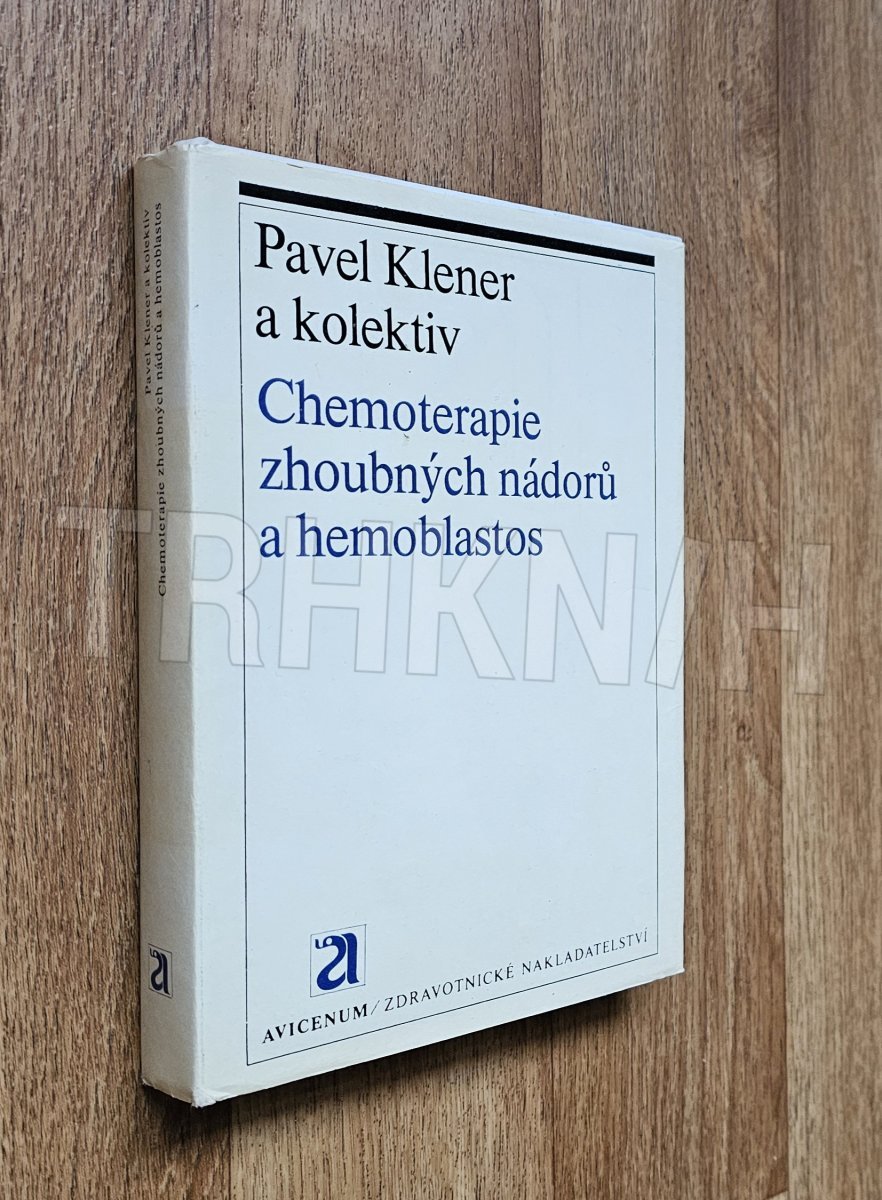 Pavel Klener a kolektiv
Chemoterapie zhoubných nádorů a hemoblastos
Pavel Klener
a kolektiv
Chemoterapie
zhoubných nádorů
a hemoblastos
TRHKNIH
AVICENUM/ZDRAVOTNICKÉ NAKLADATELSTVÍ